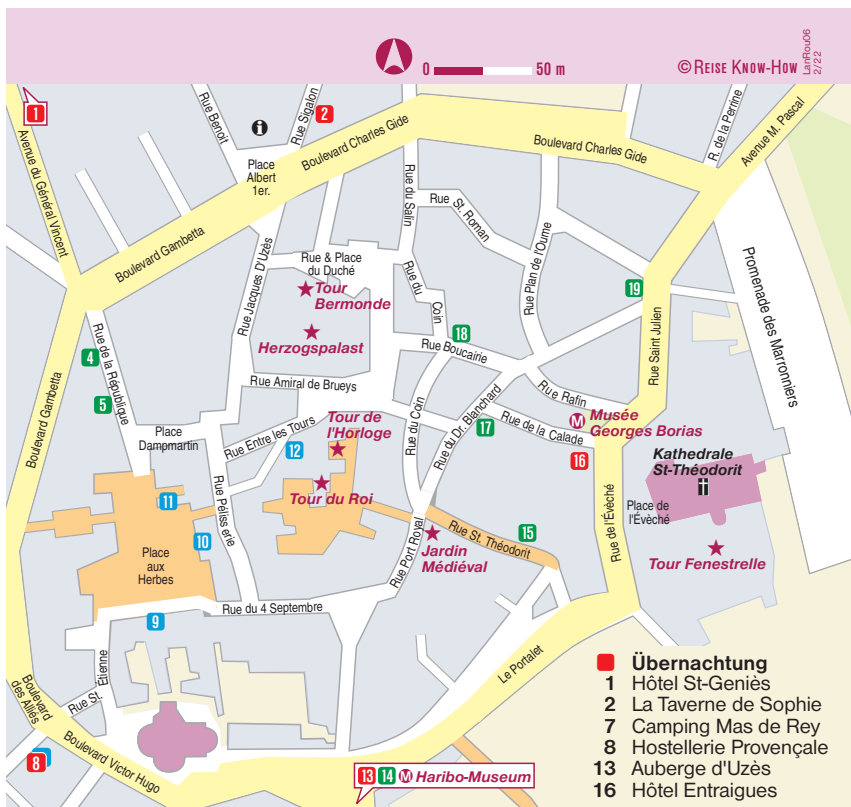 0 50 m
©REISE KNOW-HOW
LanRou06
2/22
1
Avenue du Général Vincent
Rue Benoit
i
Rue Sigalon
2
Place
Albert
1er.
Boulevard Charles Gide
Boulevard Charles Gide
R. de la Perrine
Avenue M. Pascal
Boulevard Gambetta
Rue du Salin
Rue St. Roman
Rue Plan de l'Oume
Rue Jacques D'Uzès
Rue & Place
du Duché
Tour
Bermonde
Herzogspalast
Rue du Coin
18
Rue Boucairie
19
Promenade des Marronniers
Rue Saint Julien
4
5
Rue de la République
Boulevard Gambetta
Rue Amiral de Brueys
Place
Dampmartin
Rue Entre les Tours
12
Tour de
l'Horloge
Tour du Roi
Rue du Coin
Rue du Dr. Blanchard
17
Rue Rafin
Rue de la Calade
M
Musée
Georges Borias
16
Kathedrale
St-Théodorit
Place de
l'Évêché
Rue de l'Évèché
Tour Fenestrelle
11
10
Rue Pélisserie
Place
aux
Herbes
9
Rue du 4 Septembre
Rue Port Royal
Jardin
Médiéval
15
Rue St. Théodorit
Le Portalet
Rue St. Etienne
Boulevard
des Alliés
8
Boulevard Victor Hugo
13 14 M Haribo-Museum
Übernachtung
1 Hôtel St-Geniès
2 La Taverne de Sophie
7 Camping Mas de Rey
8 Hostellerie Provençale
13 Auberge d'Uzès
16 Hôtel Entraigues